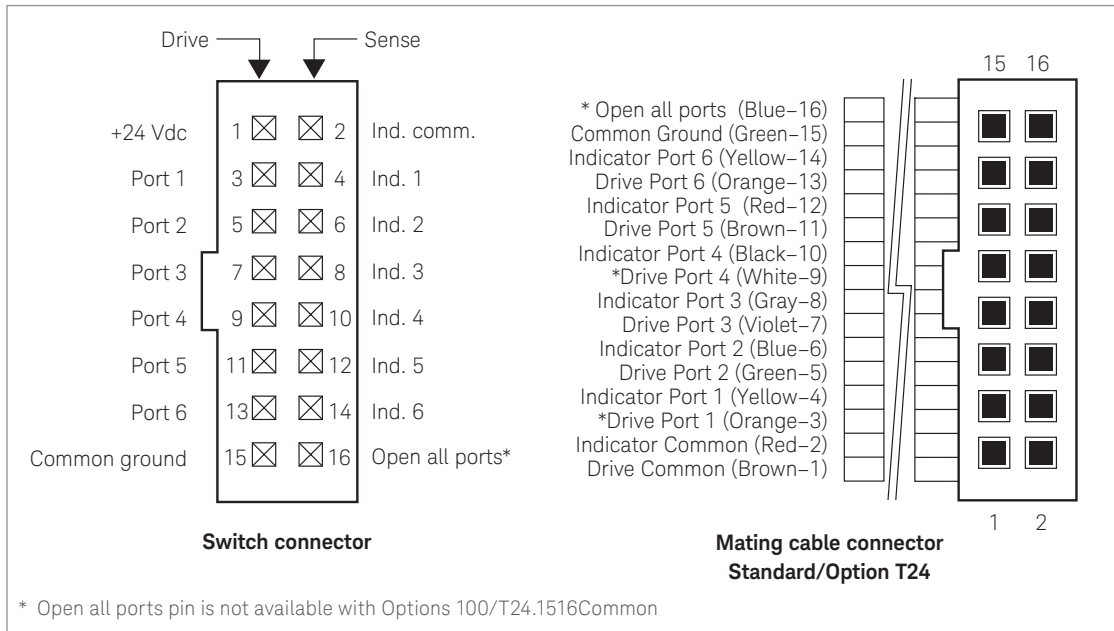 Drive Sense
+24 Vdc 1 2 Ind. comm.
Port 1 3 4 Ind. 1
Port 2 5 6 Ind. 2
Port 3 7 8 Ind. 3
Port 4 9 10 Ind. 4
Port 5 11 12 Ind. 5
Port 6 13 14 Ind. 6
Common ground 15 16 Open all ports*
Switch connector
15 16
* Open all ports (Blue–16)
Common Ground (Green–15)
Indicator Port 6 (Yellow–14)
Drive Port 6 (Orange–13)
Indicator Port 5 (Red–12)
Drive Port 5 (Brown–11)
Indicator Port 4 (Black–10)
*Drive Port 4 (White–9)
Indicator Port 3 (Gray–8)
Drive Port 3 (Violet–7)
Indicator Port 2 (Blue–6)
Drive Port 2 (Green–5)
Indicator Port 1 (Yellow–4)
*Drive Port 1 (Orange–3)
Indicator Common (Red–2)
Drive Common (Brown–1)
1 2
Mating cable connector
Standard/Option T24
* Open all ports pin is not available with Options 100/T24.1516Common